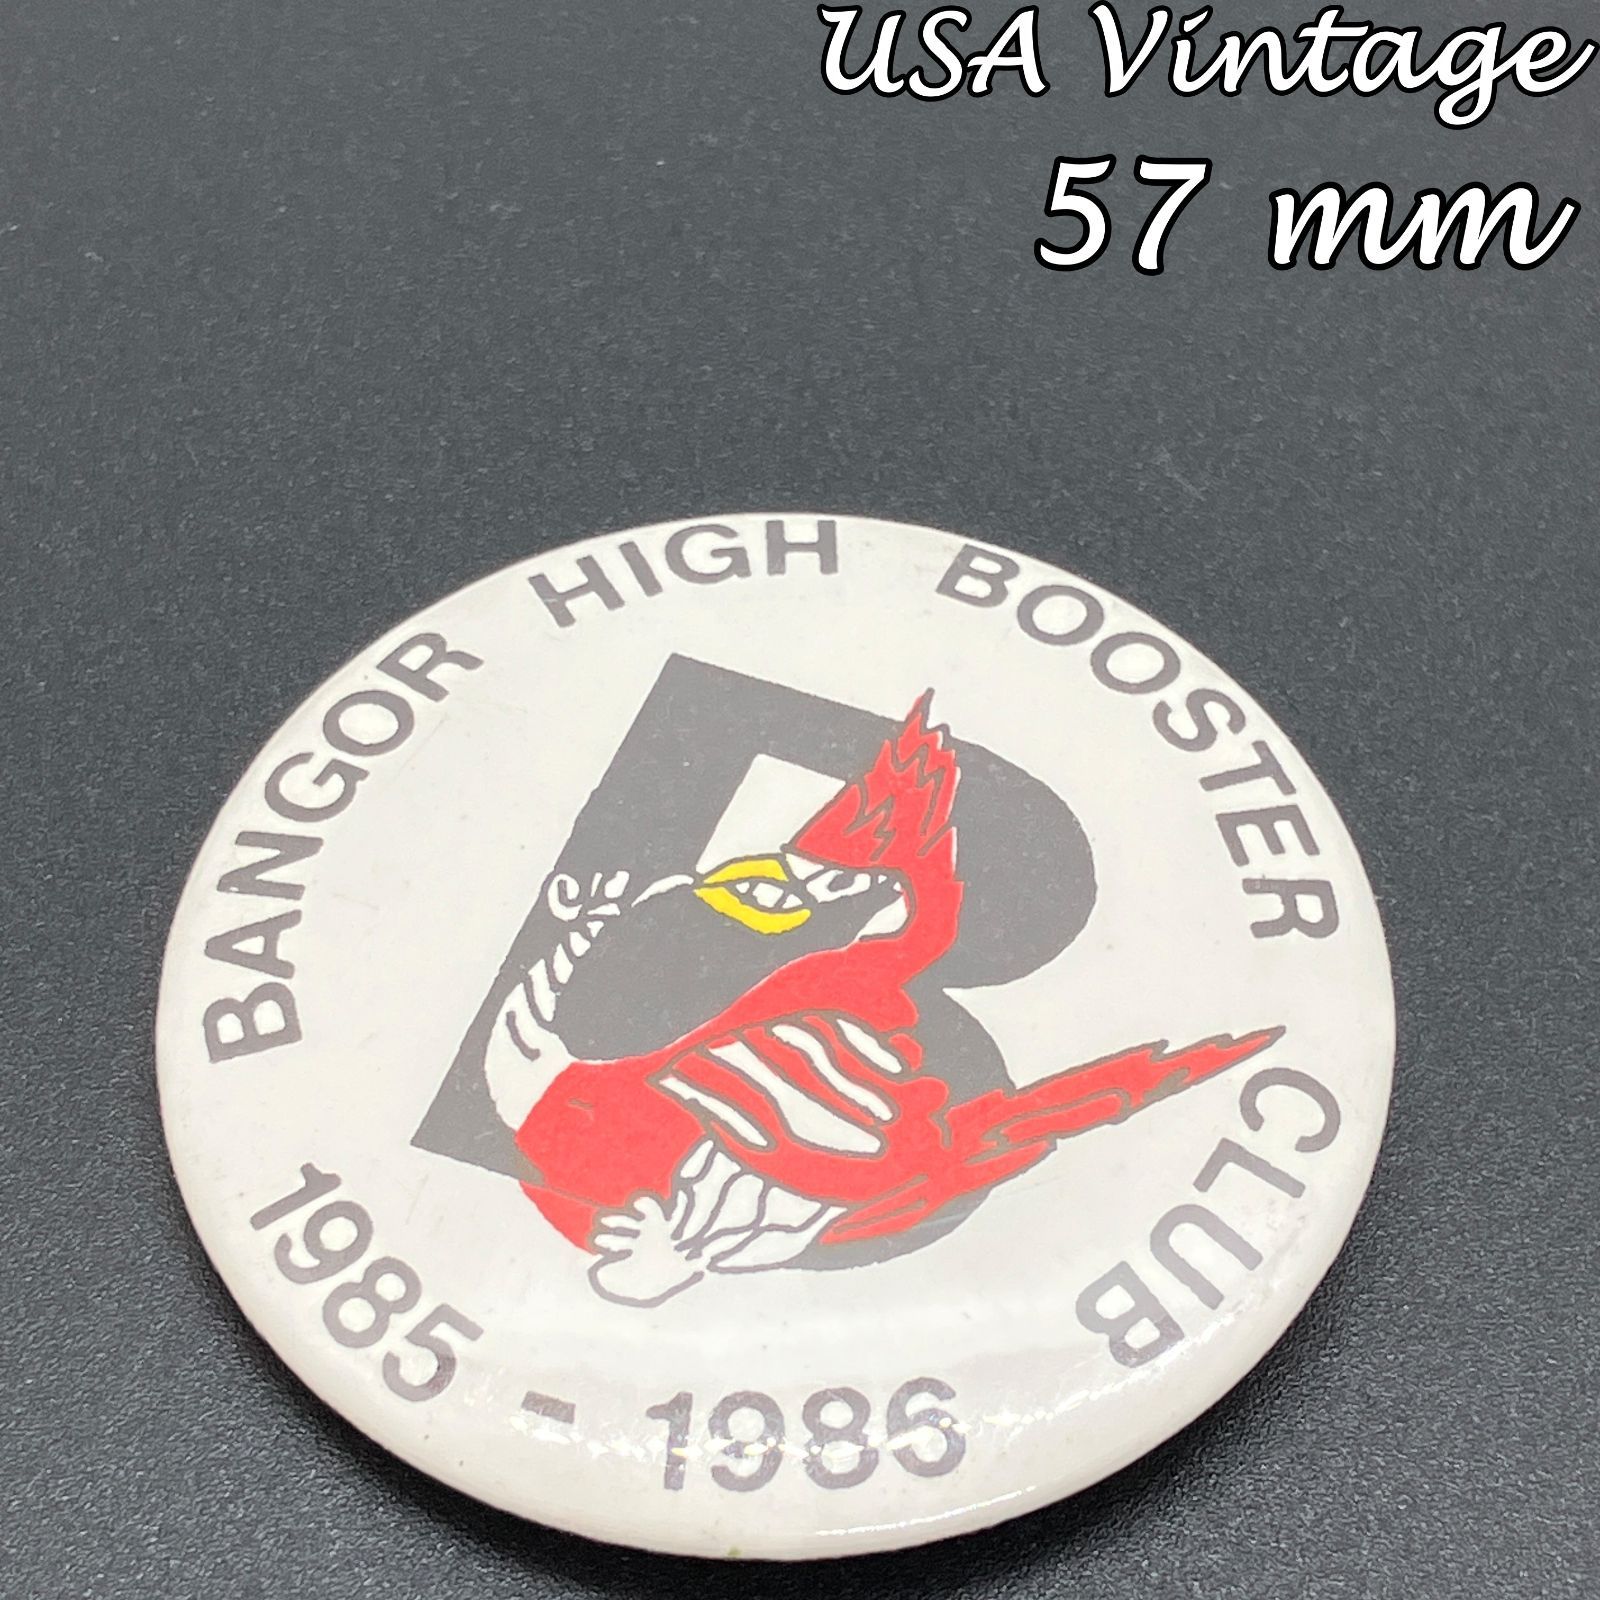 USA Vintage
57 mm
BANGOR HIGH BOOSTER CLUB
1985 - 1986
B